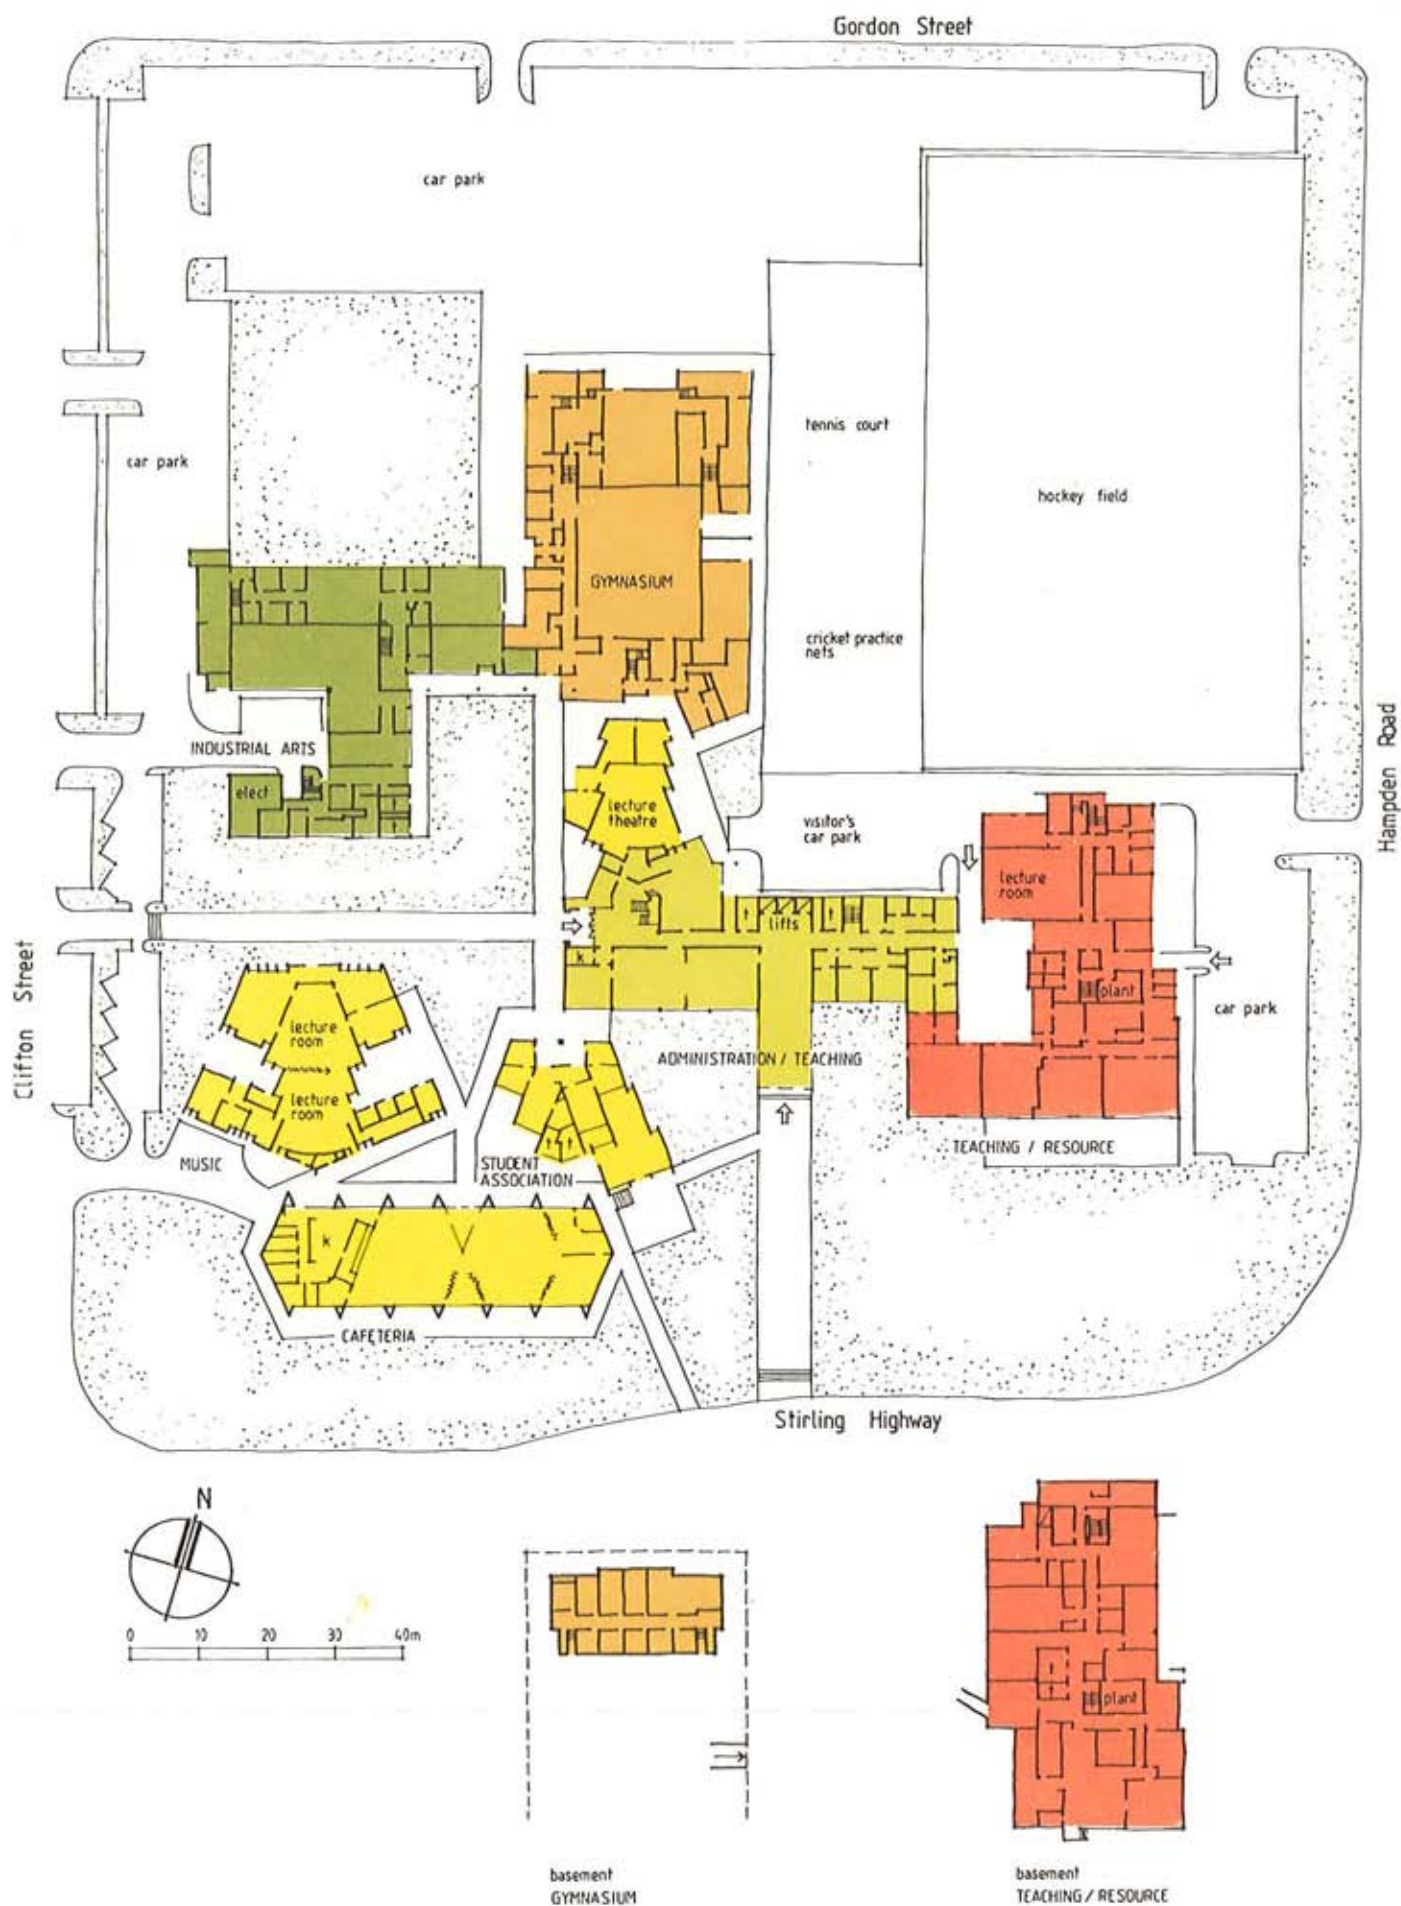 Gordon Street
car park
tennis court
car park
hockey field
GYMNASIUM
cricket practice
nets
Hampden Road
INDUSTRIAL ARTS
elect
lecture
theatre
visitor's
car park
lecture
room
lifts
k
plant
car park
Clifton Street
lecture
room
ADMINISTRATION / TEACHING
lecture
room
TEACHING / RESOURCE
MUSIC
STUDENT
ASSOCIATION
k
CAFETERIA
Stirling Highway
N
0 10 20 30 40m
plant
basement
GYMNASIUM
basement
TEACHING / RESOURCE